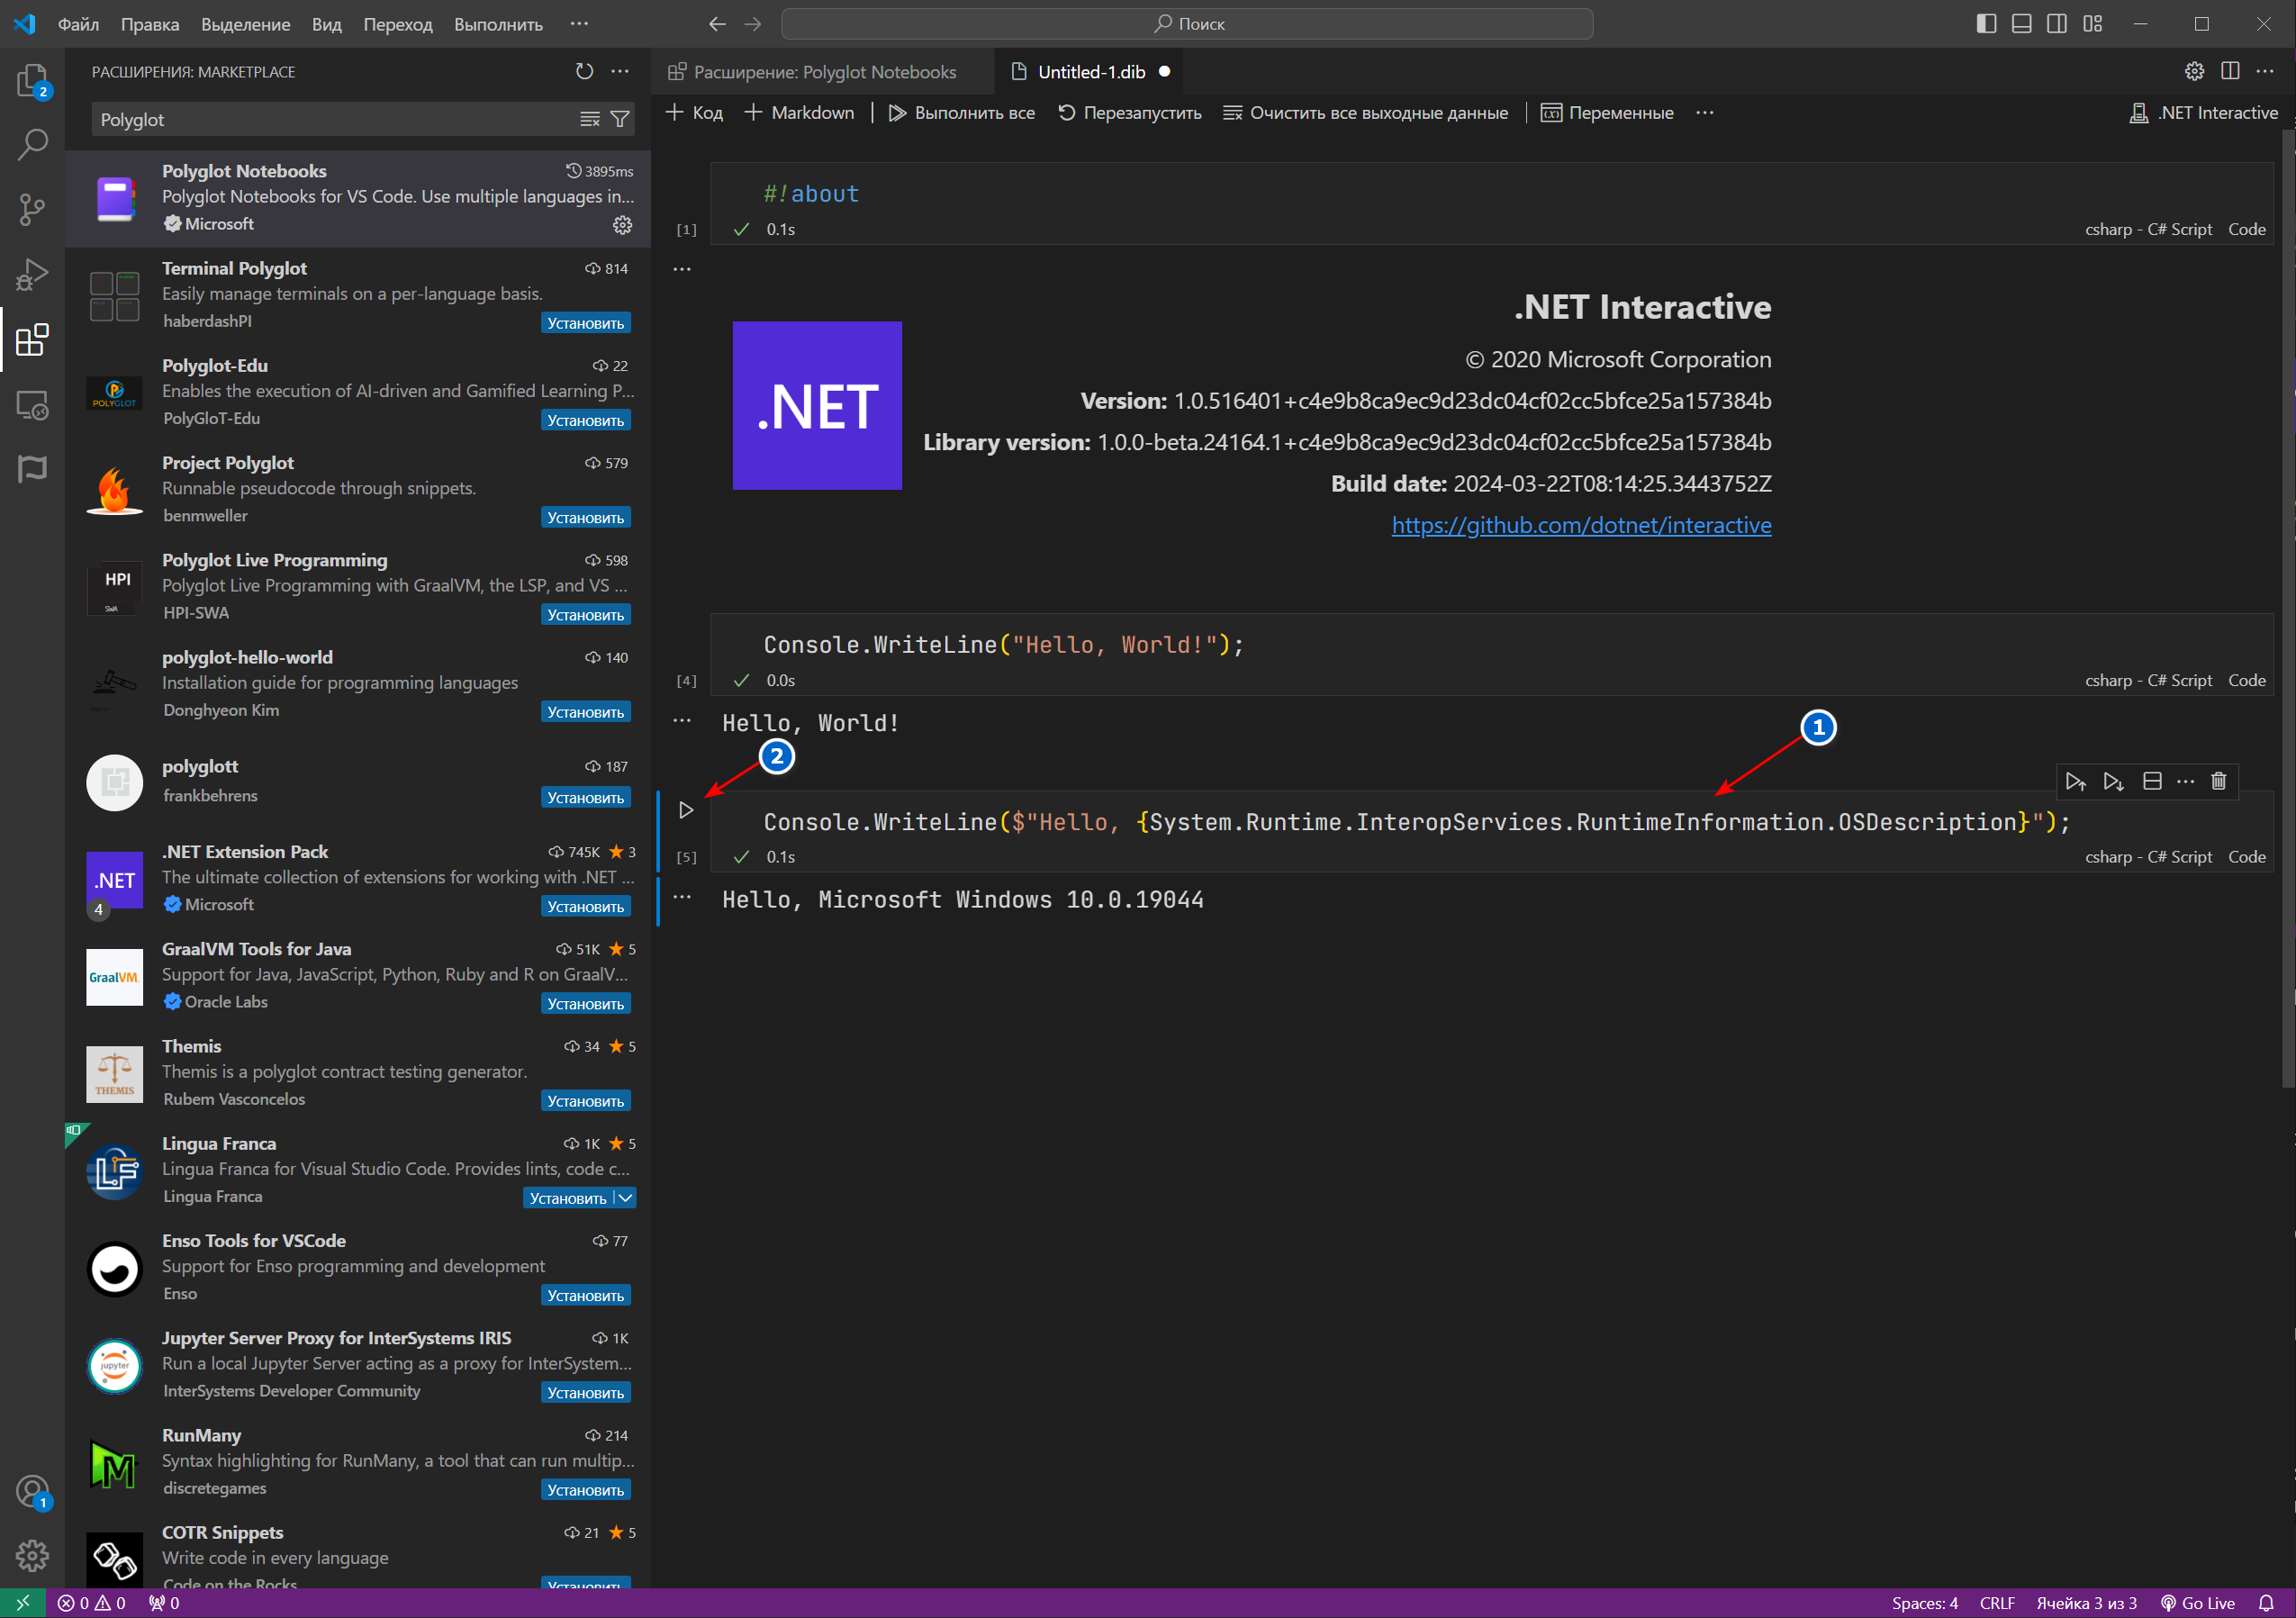 Файл Правка Выделение Вид Переход Выполнить ···
Поиск
РАСШИРЕНИЯ: MARKETPLACE
Polyglot
Polyglot Notebooks 3895ms
Polyglot Notebooks for VS Code. Use multiple languages in...
Microsoft
Terminal Polyglot 814
Easily manage terminals on a per-language basis.
haberdashPI Установить
POLYGLOT
Polyglot-Edu 22
Enables the execution of AI-driven and Gamified Learning P...
PolyGloT-Edu Установить
Project Polyglot 579
Runnable pseudocode through snippets.
benmweller Установить
HPI
SWA
Polyglot Live Programming 598
Polyglot Live Programming with GraalVM, the LSP, and VS ...
HPI-SWA Установить
polyglot-hello-world 140
Installation guide for programming languages
Donghyeon Kim Установить
polyglott 187
frankbehrens Установить
.NET
4
.NET Extension Pack 745K ★ 3
The ultimate collection of extensions for working with .NET ...
Microsoft Установить
GraalVM
GraalVM Tools for Java 51K ★ 5
Support for Java, JavaScript, Python, Ruby and R on GraalV...
Oracle Labs Установить
THEMIS
Themis 34 ★ 5
Themis is a polyglot contract testing generator.
Rubem Vasconcelos Установить
LF
Lingua Franca 1K ★ 5
Lingua Franca for Visual Studio Code. Provides lints, code c...
Lingua Franca Установить
Enso Tools for VSCode 77
Support for Enso programming and development
Enso Установить
jupyter
Jupyter Server Proxy for InterSystems IRIS 1K
Run a local Jupyter Server acting as a proxy for InterSystem...
InterSystems Developer Community Установить
M
RunMany 214
Syntax highlighting for RunMany, a tool that can run multip...
discretegames Установить
COTR Snippets 21 ★ 5
Write code in every language
Code on the Rocks Установить
2
1
Расширение: Polyglot Notebooks
Untitled-1.dib
Код Markdown Выполнить все Перезапустить Очистить все выходные данные Переменные ···
.NET Interactive
#!about
[1] ✓ 0.1s csharp - C# Script Code
.NET
.NET Interactive
© 2020 Microsoft Corporation
Version: 1.0.516401+c4e9b8ca9ec9d23dc04cf02cc5bfce25a157384b
Library version: 1.0.0-beta.24164.1+c4e9b8ca9ec9d23dc04cf02cc5bfce25a157384b
Build date: 2024-03-22T08:14:25.3443752Z
https://github.com/dotnet/interactive
Console.WriteLine("Hello, World!");
[4] ✓ 0.0s csharp - C# Script Code
Hello, World!
1
2
Console.WriteLine($"Hello, {System.Runtime.InteropServices.RuntimeInformation.OSDescription}");
[5] ✓ 0.1s csharp - C# Script Code
Hello, Microsoft Windows 10.0.19044
0 0 0
Spaces: 4 CRLF Ячейка 3 из 3 Go Live